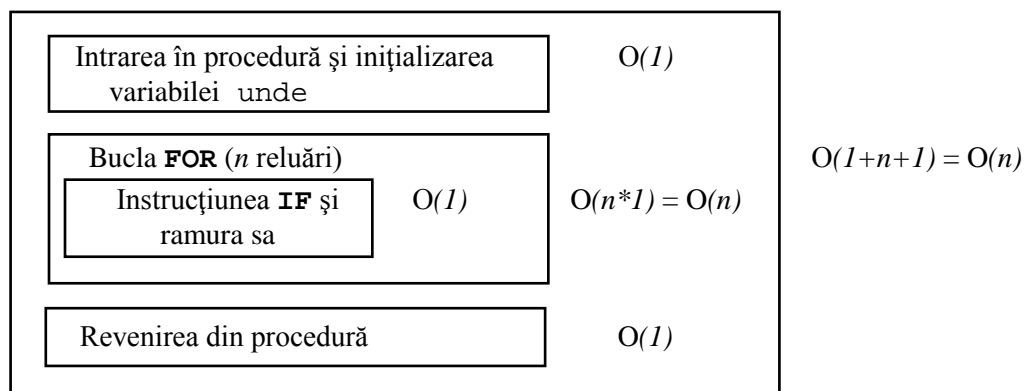 Intrarea în procedură şi iniţializarea O(1)
variabilei unde
Bucla FOR (n reluări) O(1+n+1) = O(n)
Instrucţiunea IF şi O(1) O(n*1) = O(n)
ramura sa
Revenirea din procedură O(1)